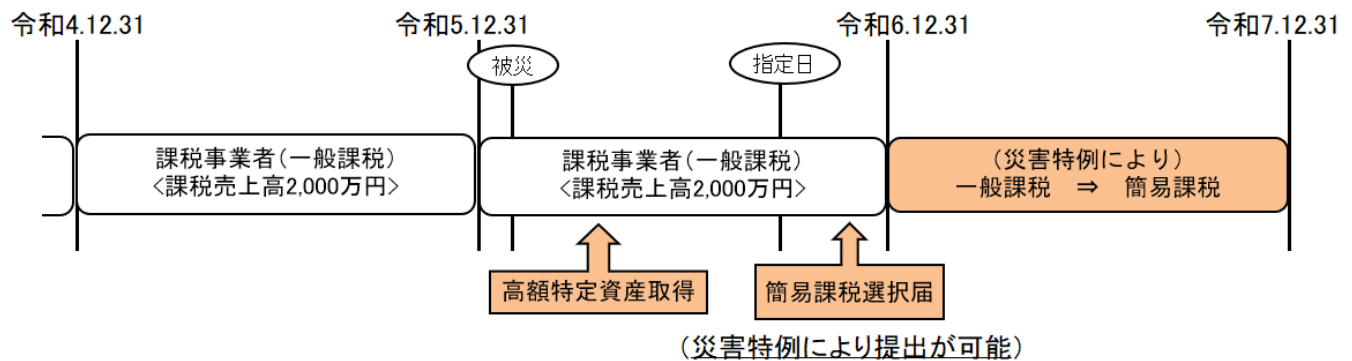 令和4.12.31
令和5.12.31
令和6.12.31
令和7.12.31
被災
指定日
課税事業者(一般課税)
<課税売上高2,000万円>
課税事業者(一般課税)
<課税売上高2,000万円>
(災害特例により)
一般課税 ⇒ 簡易課税
高額特定資産取得
簡易課税選択届
(災害特例により提出が可能)